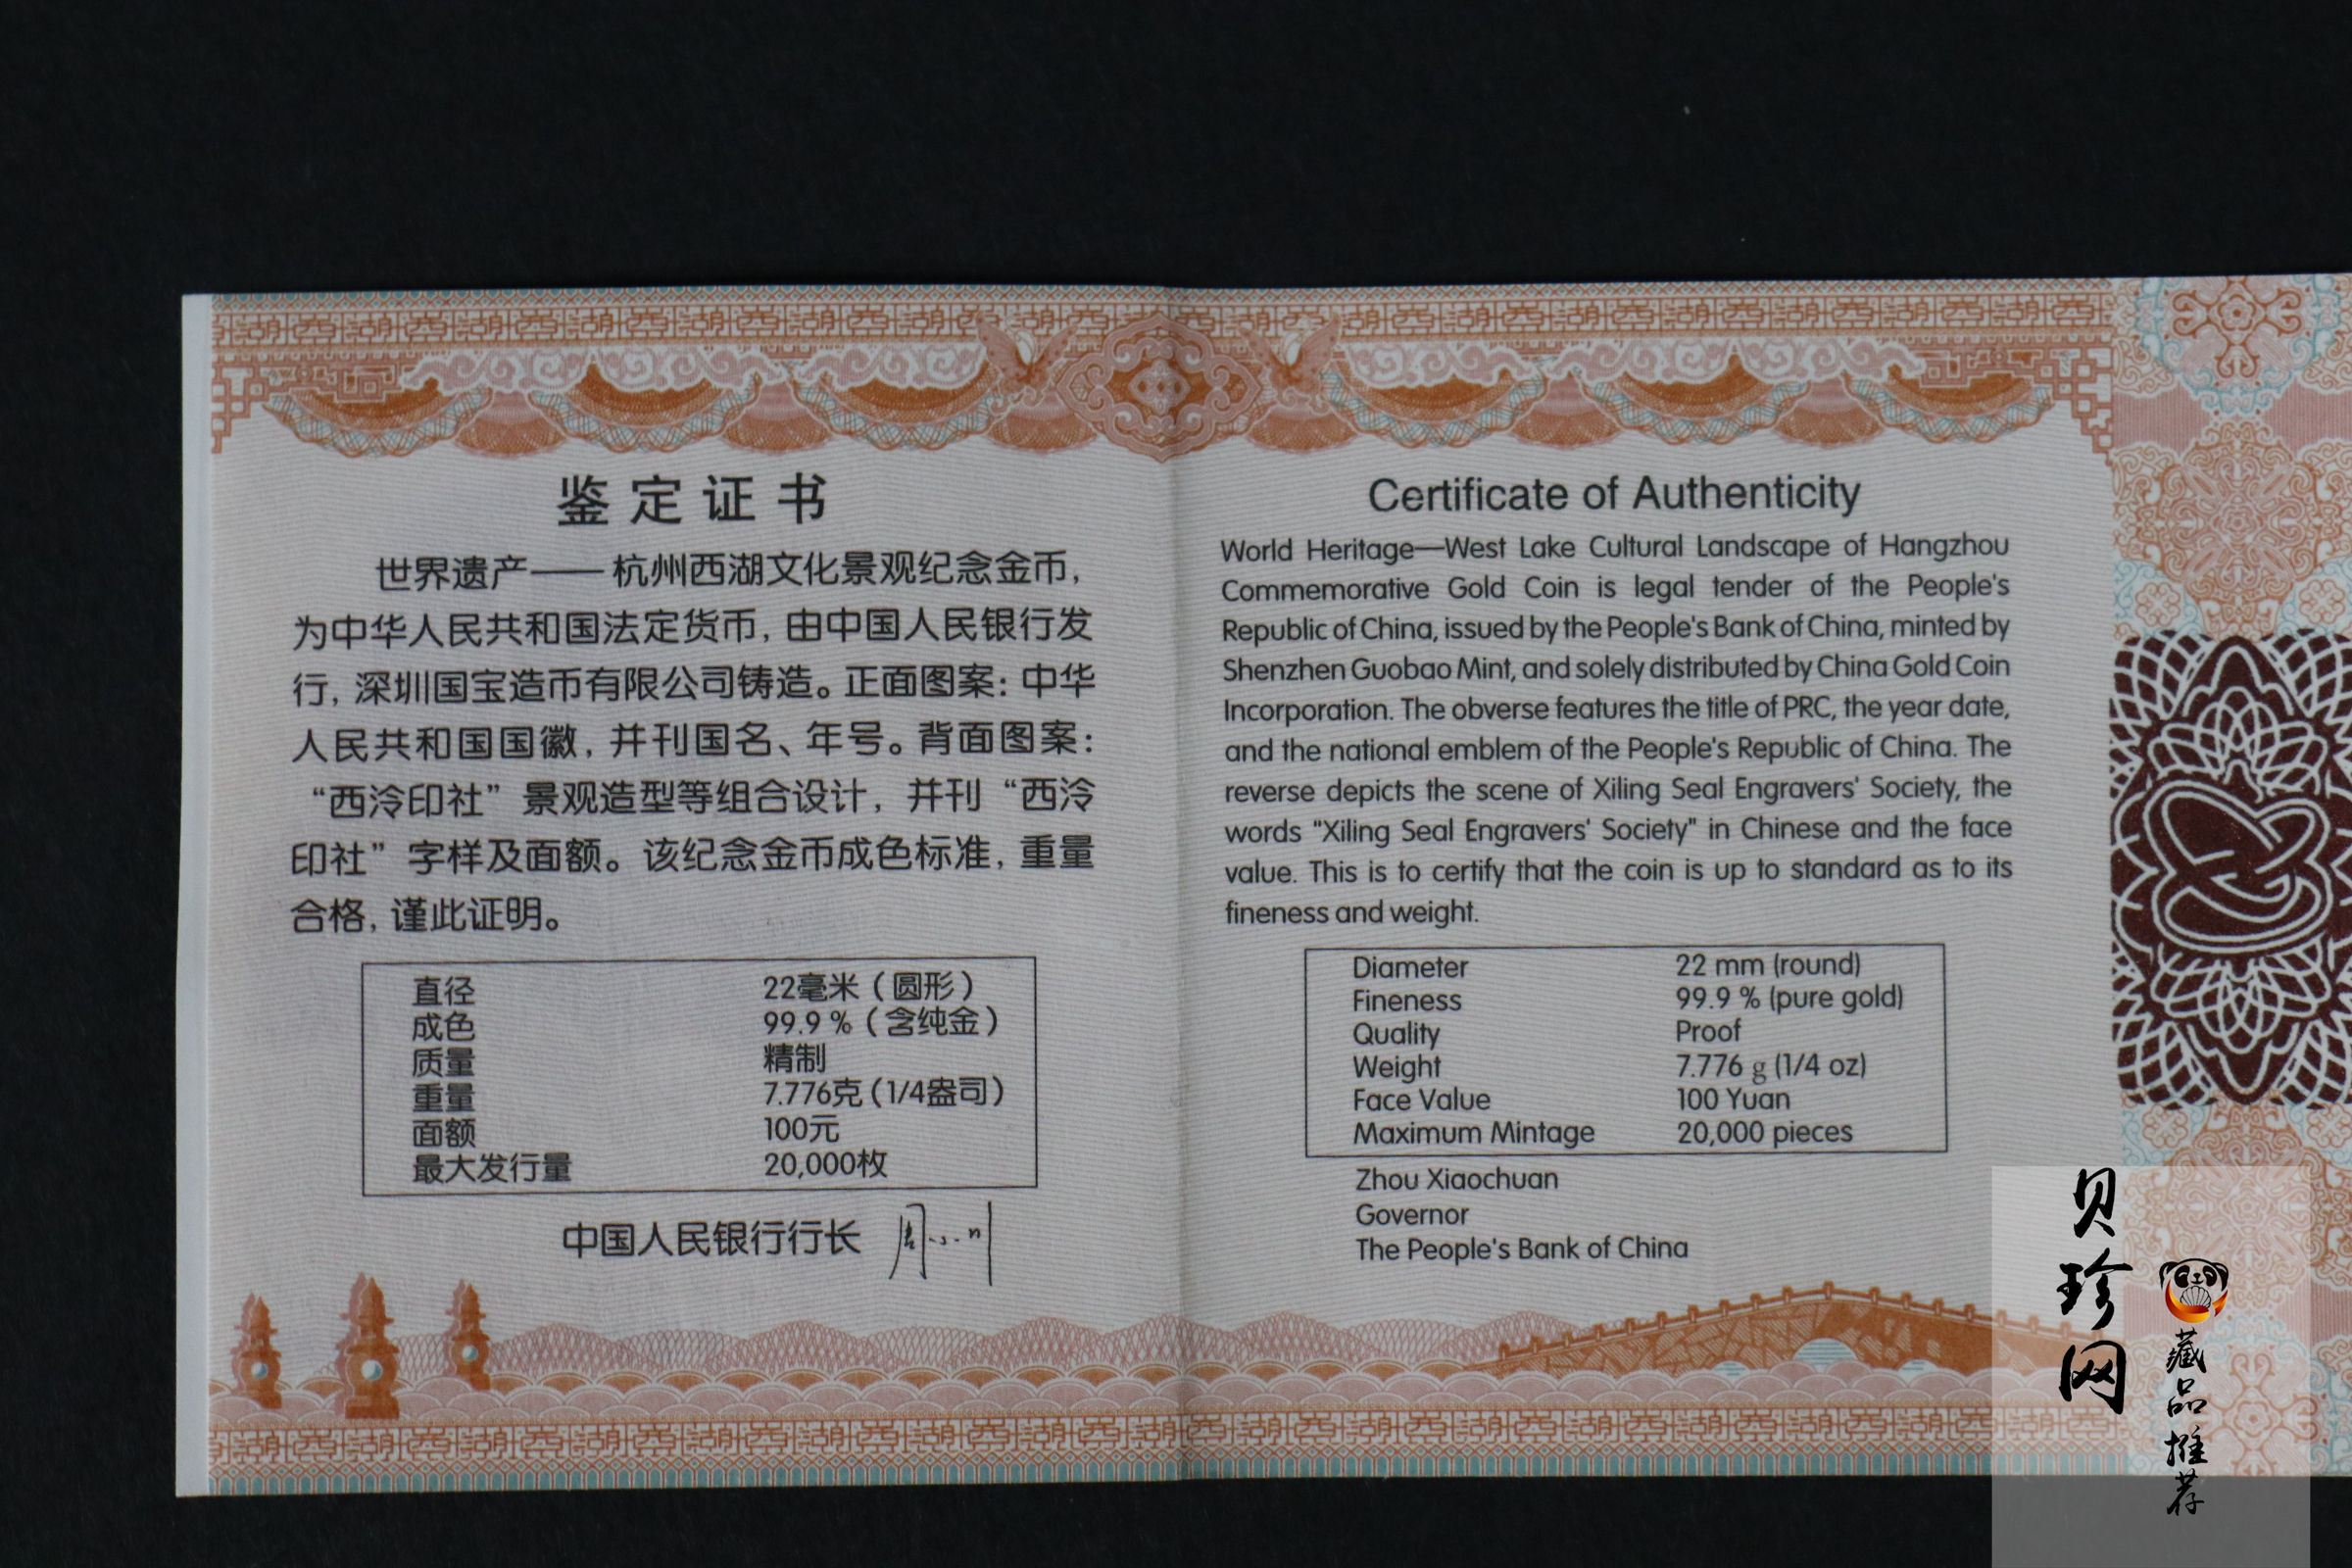 鉴定证书
世界遗产——杭州西湖文化景观纪念金币,
为中华人民共和国法定货币, 由中国人民银行发
行, 深圳国宝造币有限公司铸造。正面图案: 中华
人民共和国国徽, 并刊国名、年号。背面图案:
“西泠印社”景观造型等组合设计, 并刊“西泠
印社”字样及面额。该纪念金币成色标准, 重量
合格, 谨此证明。
直径 22毫米(圆形)
成色 99.9%(含纯金)
质量 精制
重量 7.776克(1/4盎司)
面额 100元
最大发行量 20,000枚
中国人民银行行长 周小川
Certificate of Authenticity
World Heritage—West Lake Cultural Landscape of Hangzhou
Commemorative Gold Coin is legal tender of the People's
Republic of China, issued by the People's Bank of China, minted by
Shenzhen Guobao Mint, and solely distributed by China Gold Coin
Incorporation. The obverse features the title of PRC, the year date,
and the national emblem of the People's Republic of China. The
reverse depicts the scene of Xiling Seal Engravers' Society, the
words "Xiling Seal Engravers' Society" in Chinese and the face
value. This is to certify that the coin is up to standard as to its
fineness and weight.
Diameter 22 mm (round)
Fineness 99.9 % (pure gold)
Quality Proof
Weight 7.776 g (1/4 oz)
Face Value 100 Yuan
Maximum Mintage 20,000 pieces
Zhou Xiaochuan
Governor
The People's Bank of China
贝珍网
藏品推荐